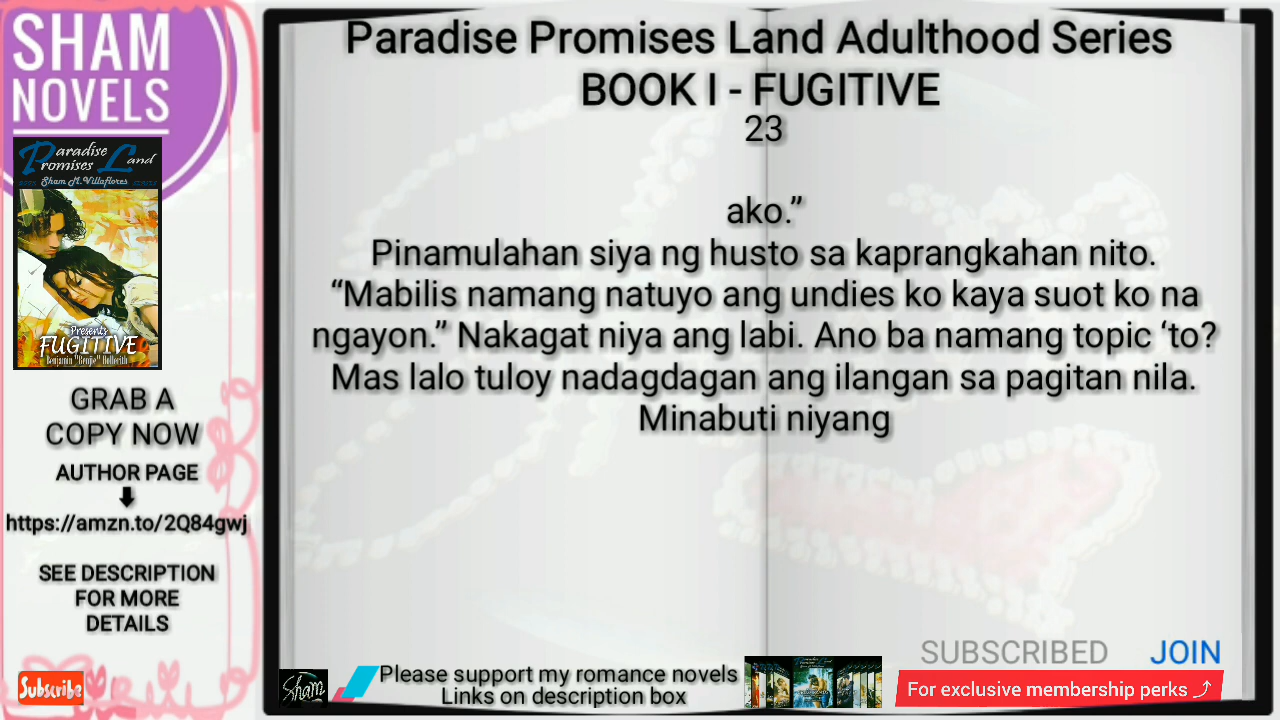 SHAM
NOVELS
Paradise
Promises Land
Sham M. Villaflores
Presents
FUGITIVE
GRAB A
COPY NOW
AUTHOR PAGE
https://amzn.to/2Q84gwj
SEE DESCRIPTION
FOR MORE
DETAILS
Subscribe
Paradise Promises Land Adulthood Series
BOOK I - FUGITIVE
23
ako.”
Pinamulahan siya ng husto sa kaprangkahan nito.
“Mabilis namang natuyo ang undies ko kaya suot ko na
ngayon.” Nakagat niya ang labi. Ano ba namang topic ‘to?
Mas lalo tuloy nadagdagan ang ilangan sa pagitan nila.
Minabuti niyang
SUBSCRIBED JOIN
Sham
Please support my romance novels
Links on description box
For exclusive membership perks